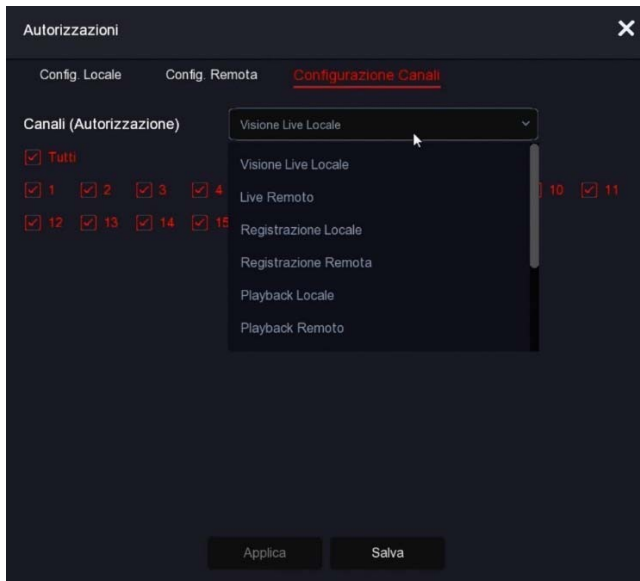 Autorizzazioni
Config. Locale Config. Remota Configurazione Canali
Canali (Autorizzazione) Visione Live Locale
Tutti
Visione Live Locale
1 2 3 4 10 11
Live Remoto
12 13 14 15
Registrazione Locale
Registrazione Remota
Playback Locale
Playback Remoto
Applica Salva